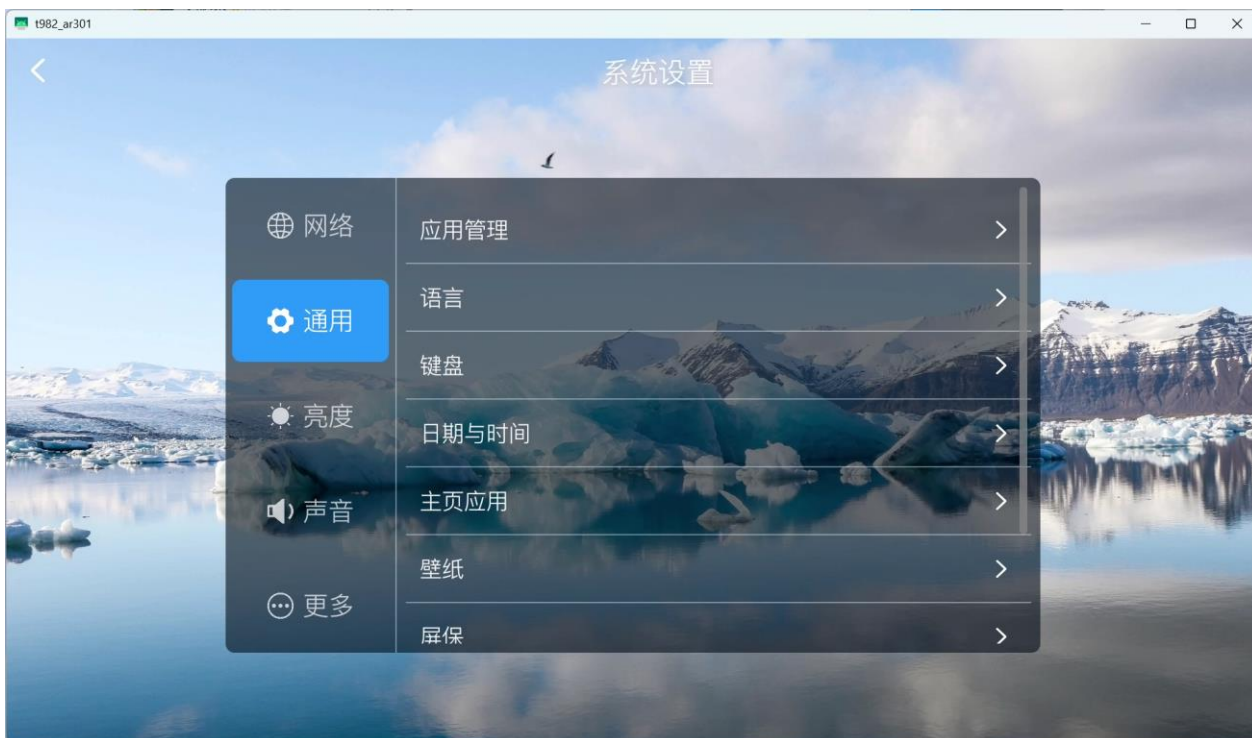 t982_ar301
系统设置
网络
通用
亮度
声音
更多
应用管理
语言
键盘
日期与时间
主页应用
壁纸
屏保